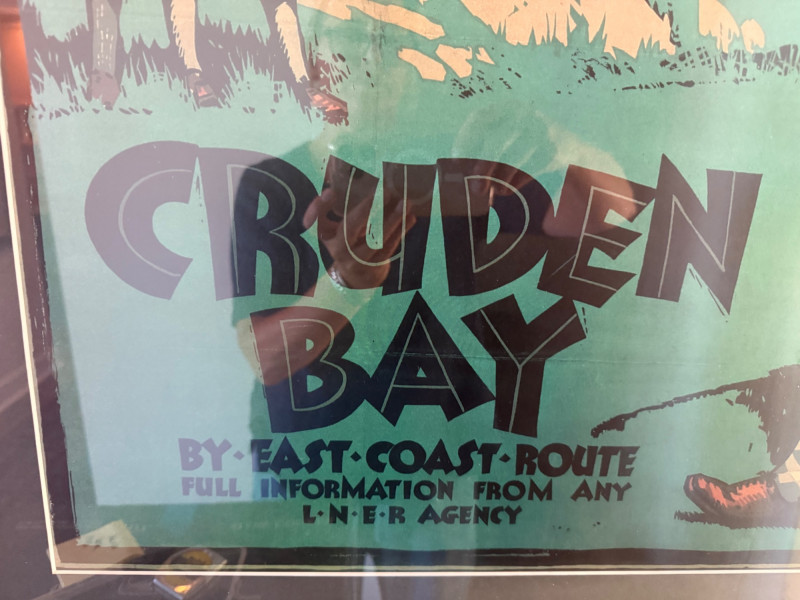 CRUDEN
BAY
BY·EAST·COAST·ROUTE
FULL INFORMATION FROM ANY
L·N·E·R AGENCY